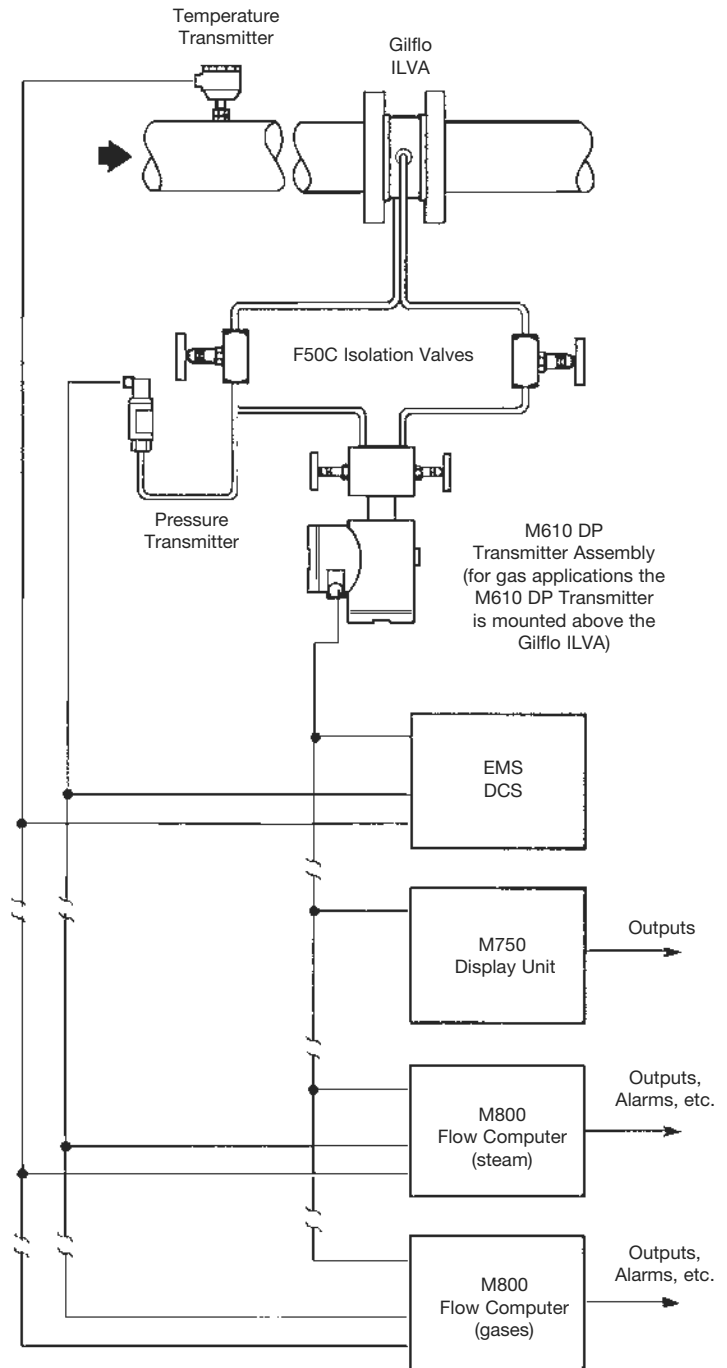 Temperature
Transmitter
Gilflo
ILVA
F50C Isolation Valves
Pressure
Transmitter
M610 DP
Transmitter Assembly
(for gas applications the
M610 DP Transmitter
is mounted above the
Gilflo ILVA)
EMS
DCS
M750
Display Unit
Outputs
M800
Flow Computer
(steam)
Outputs,
Alarms, etc.
M800
Flow Computer
(gases)
Outputs,
Alarms, etc.